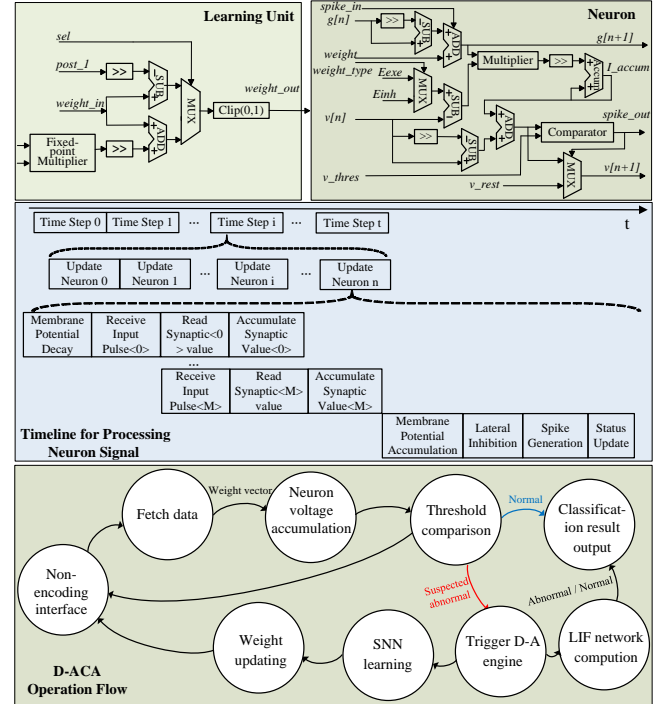 Learning Unit
sel
post_1
>>
- SUB +
weight_in
MUX
Clip(0,1)
weight_out
Fixed-
point
Multiplier
>>
+ ADD +
Neuron
spike_in
g[n]
>>
- SUB +
+ ADD +
g[n+1]
weight
weight_type
Eexe
Einh
MUX
SUB
Multiplier
>>
Accum
I_accum
v[n]
>>
SUB
ADD
Comparator
spike_out
v_thres
v_rest
MUX
v[n+1]
t
Time Step 0
Time Step 1
...
Time Step i
...
Time Step t
Update
Neuron 0
Update
Neuron 1
...
Update
Neuron i
...
Update
Neuron n
Membrane
Potential
Decay
Receive
Input
Pulse<0>
Read
Synaptic<0
> value
Accumulate
Synaptic
Value<0>
...
Receive
Input
Pulse<M>
Read
Synaptic<M>
value
Accumulate
Synaptic
Value<M>
Membrane
Potential
Accumulation
Lateral
Inhibition
Spike
Generation
Status
Update
Timeline for Processing
Neuron Signal
Fetch data
Weight vector
Neuron
voltage
accumulation
Threshold
comparison
Normal
Classificat-
ion result
output
Non-
encoding
interface
Suspected
abnormal
Abnormal / Normal
Weight
updating
SNN
learning
Trigger D-A
engine
LIF network
compution
D-ACA
Operation Flow